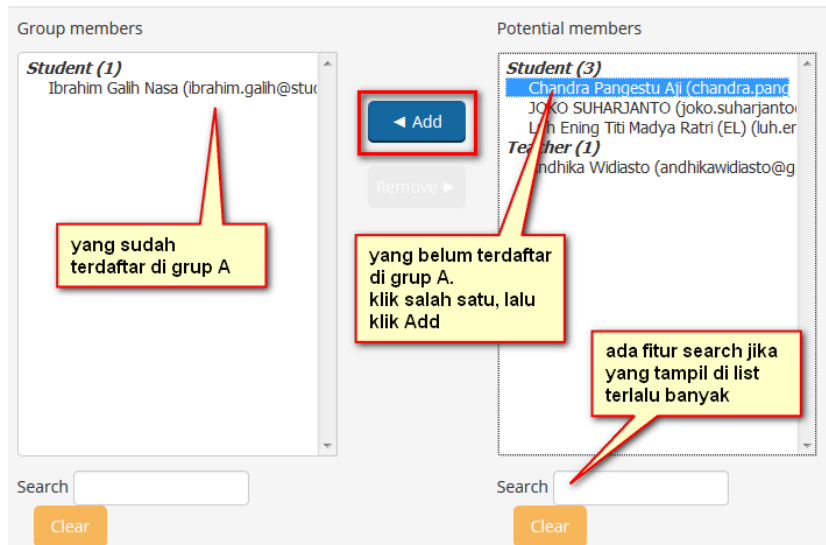 Group members
Student (1)
Ibrahim Galih Nasa (ibrahim.galih@stu
◄ Add
Remove ►
yang sudah
terdaftar di grup A
Potential members
Student (3)
Chandra Pangestu Aji (chandra.pang
JOKO SUHARJANTO (joko.suharjanto
Luh Ening Titi Madya Ratri (EL) (luh.er
Teacher (1)
Andhika Widiasto (andhikawidiasto@g
yang belum terdaftar
di grup A.
klik salah satu, lalu
klik Add
ada fitur search jika
yang tampil di list
terlalu banyak
Search
Clear
Search
Clear